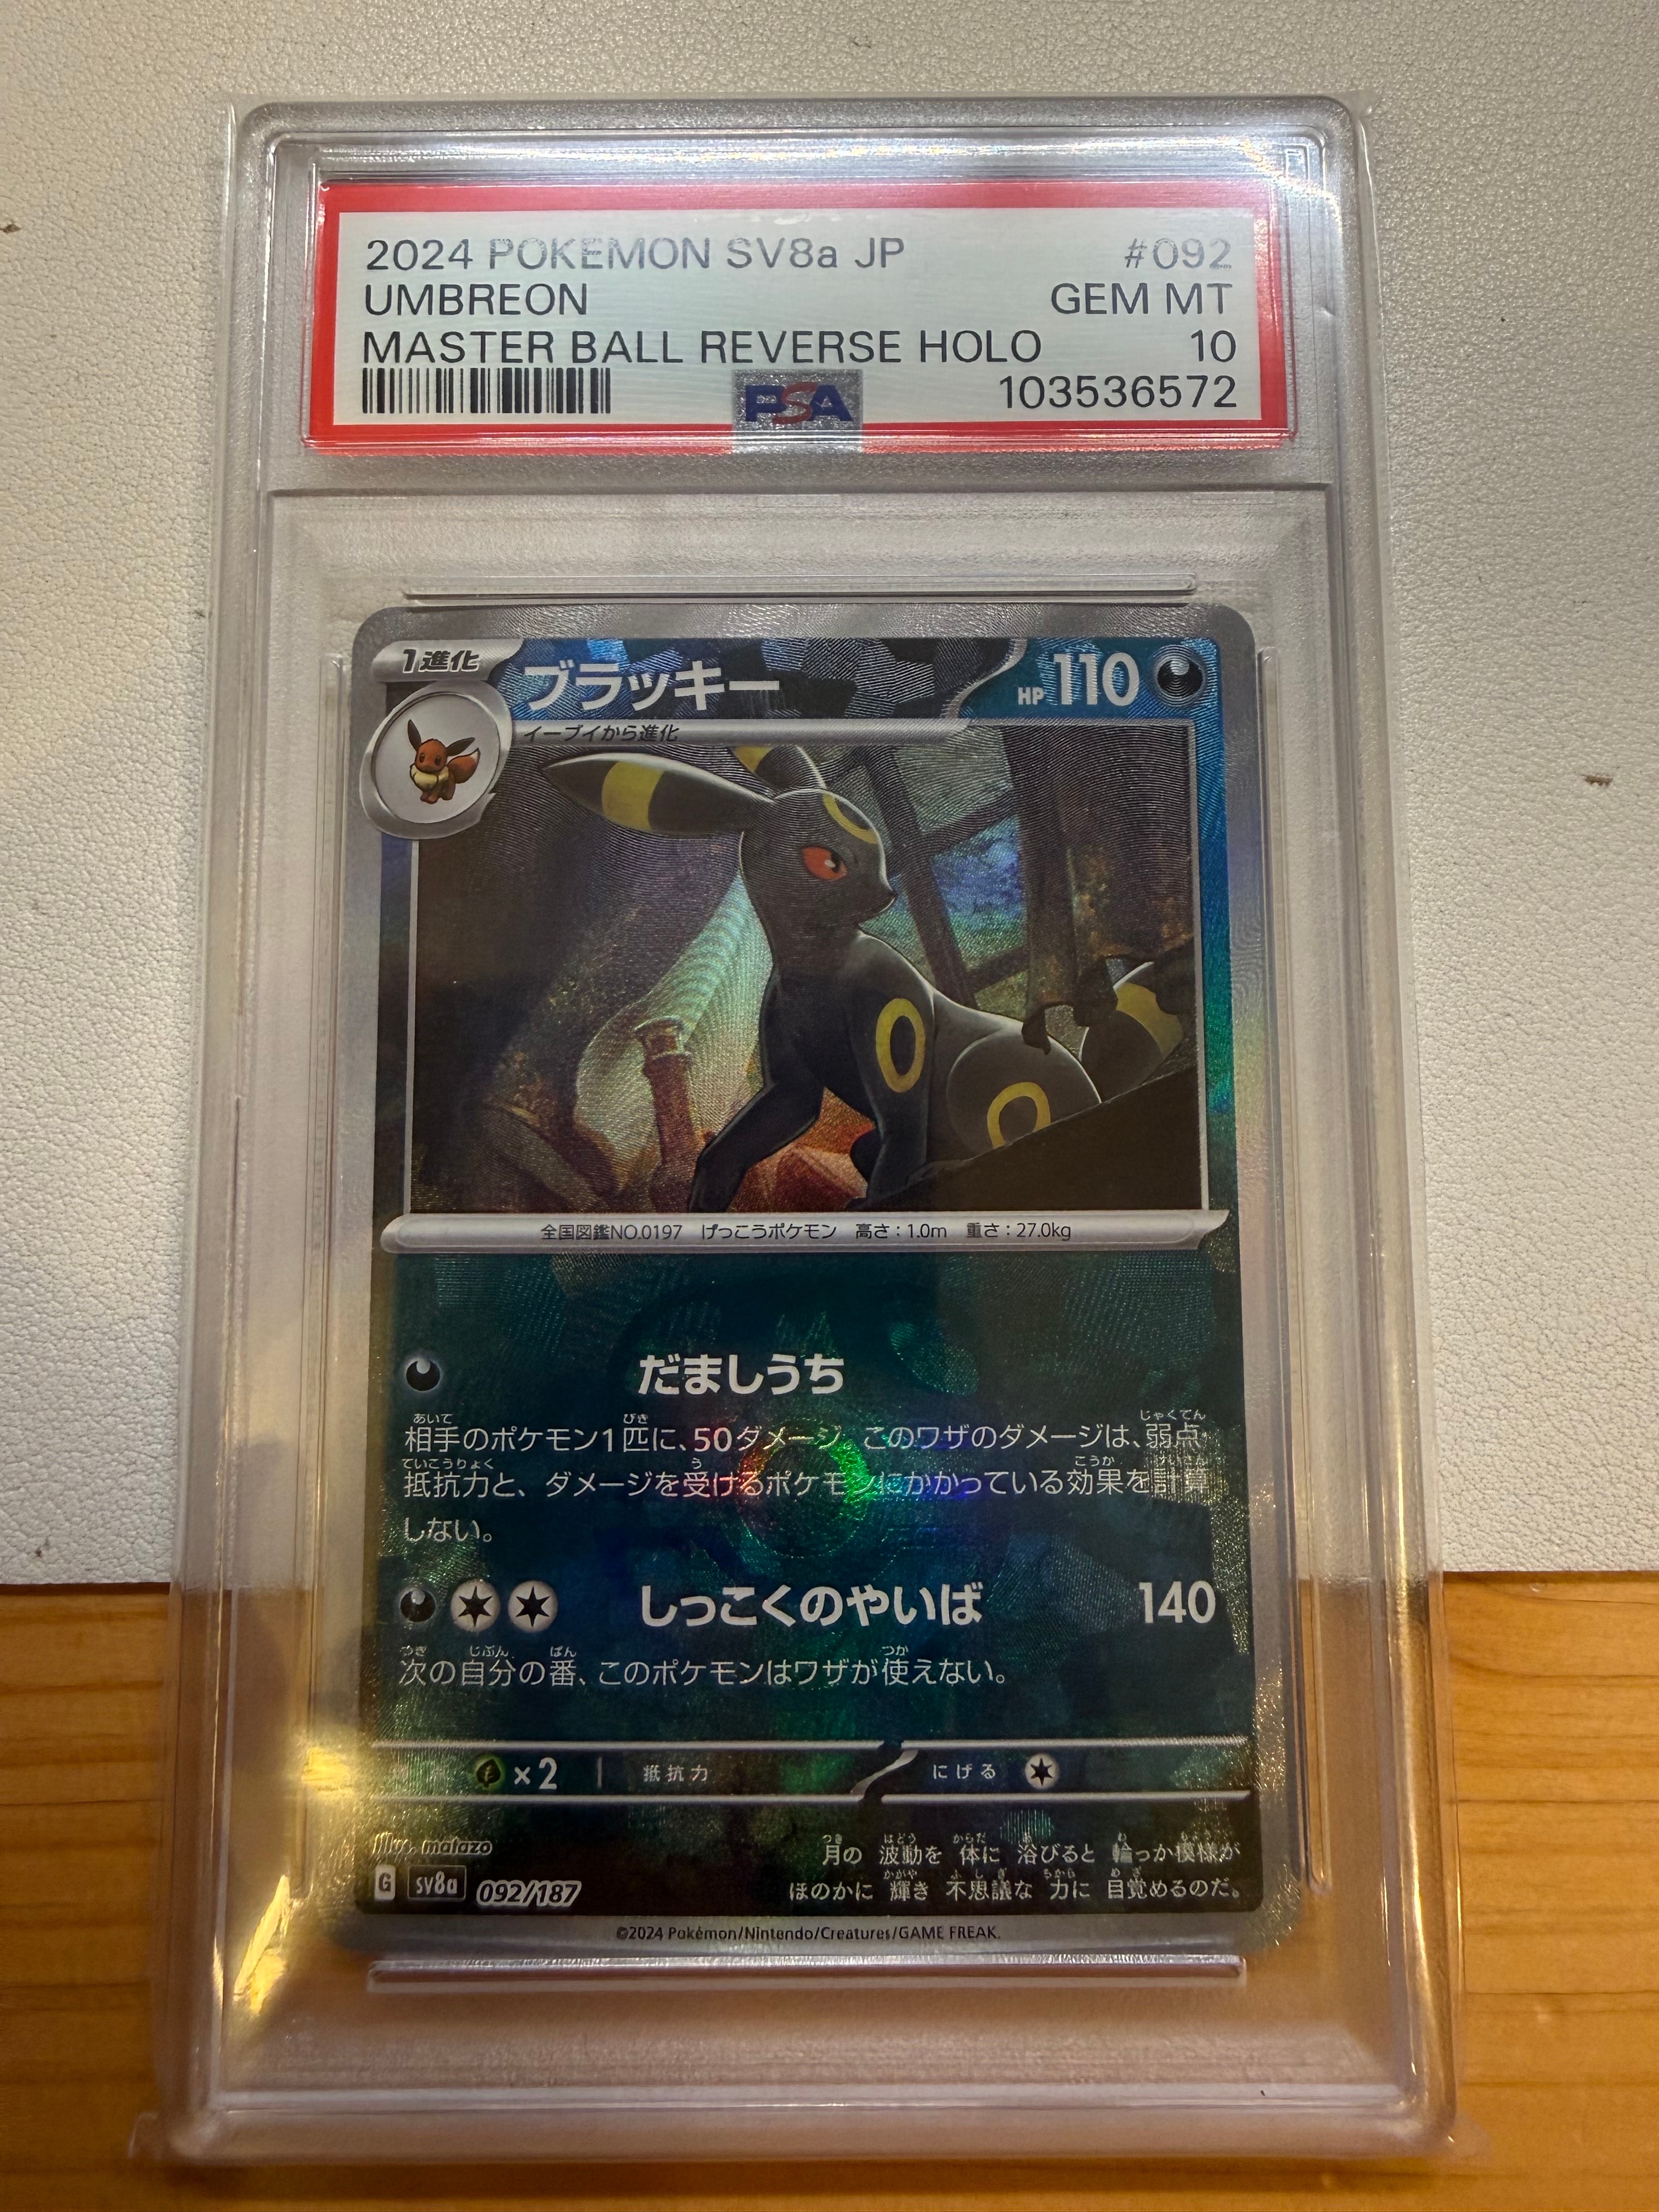 2024 POKEMON SV8a JP #092
UMBREON GEM MT
MASTER BALL REVERSE HOLO 10
PSA 103536572
1進化 ブラッキー HP110
イーブイから進化
全国図鑑NO.0197 げっこうポケモン 高さ:1.0m 重さ:27.0kg
だましうち
相手のポケモン1匹に、50ダメージ。このワザのダメージは、弱点・
抵抗力と、ダメージを受けるポケモンにかかっている効果を計算
しない。
しっこくのやいば 140
次の自分の番、このポケモンはワザが使えない。
×2 抵抗力 にげる
Illus. matazo
月の 波動を 体に 浴びると 輪っか模様が
G sv8a 092/187 ほのかに 輝き 不思議な 力に 目覚めるのだ。
©2024 Pokémon/Nintendo/Creatures/GAME FREAK.